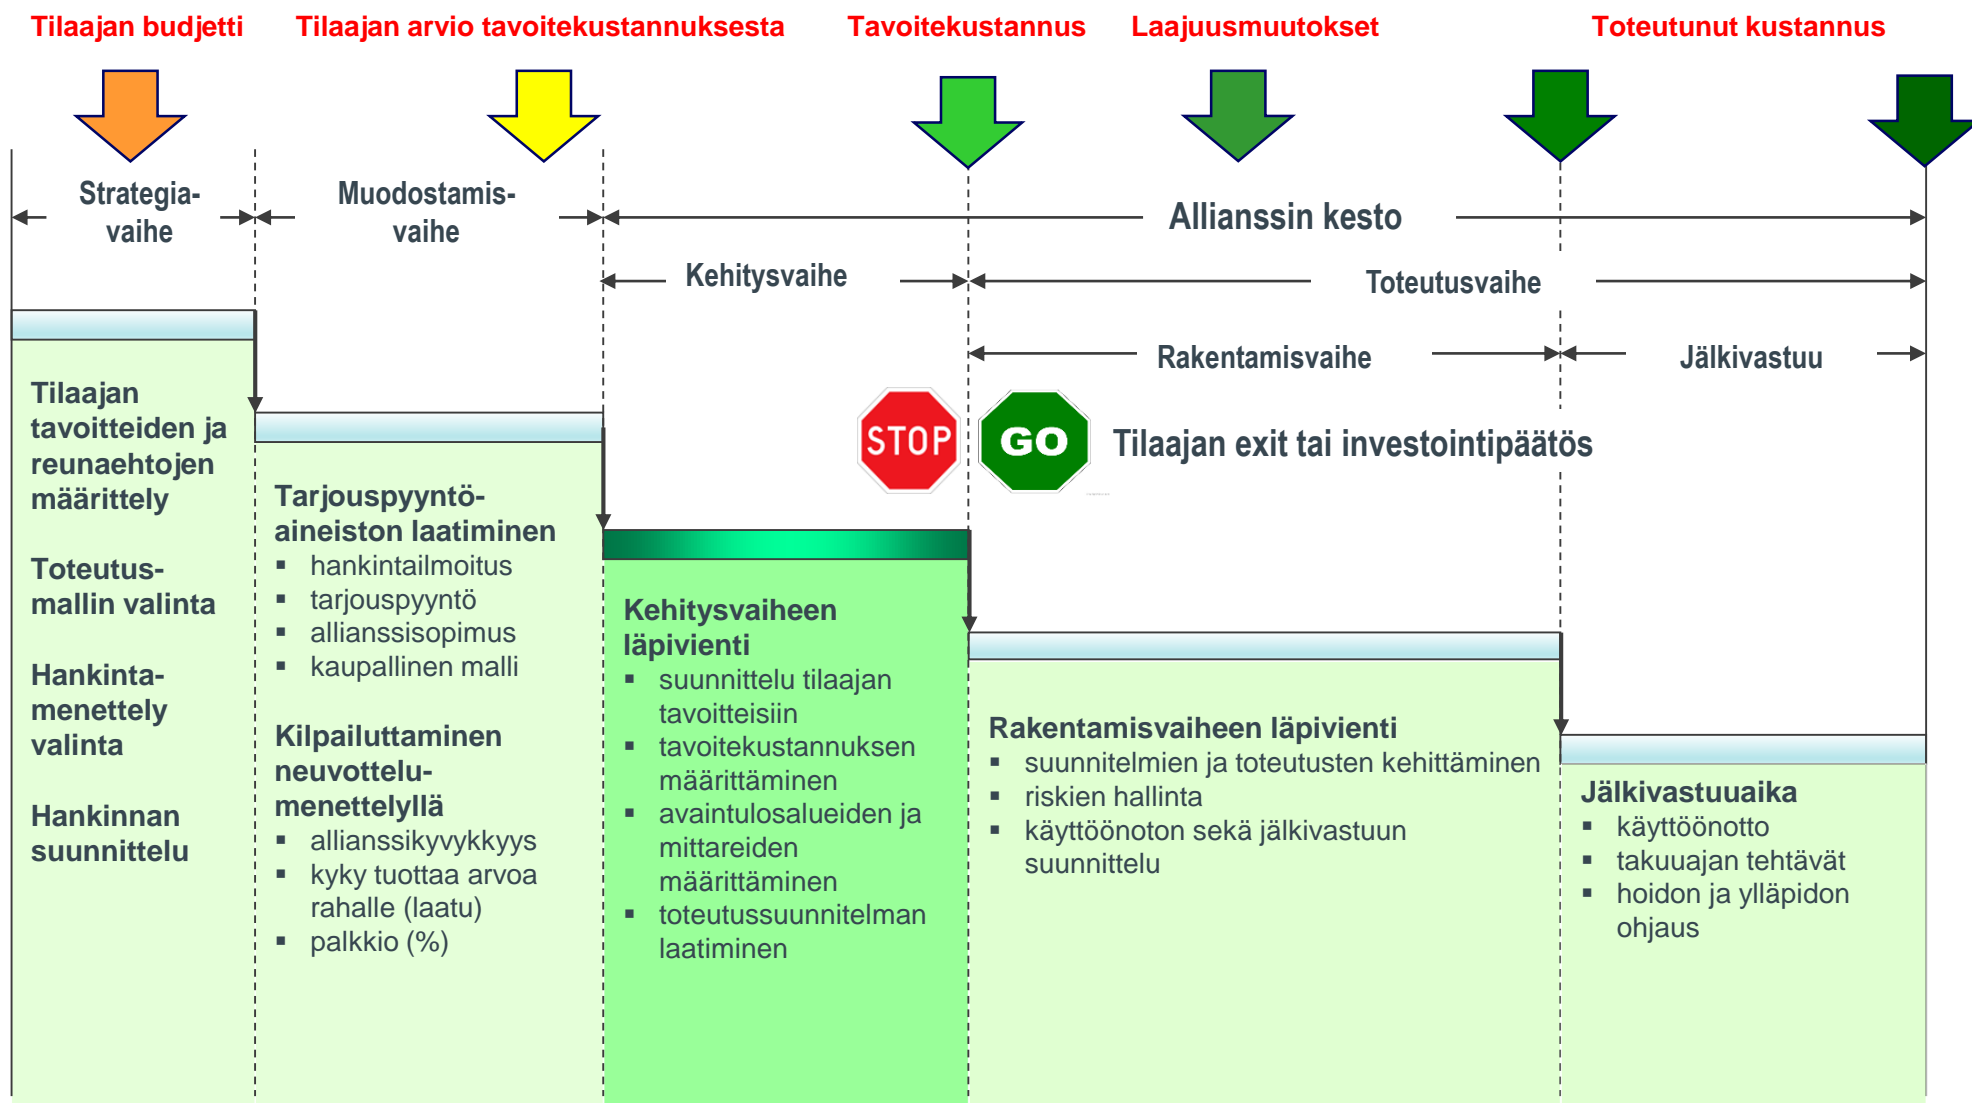 Tilaajan budjetti
Tilaajan arvio tavoitekustannuksesta
Tavoitekustannus
Laajuusmuutokset
Toteutunut kustannus
Strategia-
vaihe
Muodostamis-
vaihe
Allianssin kesto
Kehitysvaihe
Toteutusvaihe
Rakentamisvaihe
Jälkivastuu
STOP
GO
Tilaajan exit tai investointipäätös
Tilaajan
tavoitteiden ja
reunaehtojen
määrittely
Toteutus-
mallin valinta
Hankinta-
menettely
valinta
Hankinnan
suunnittelu
Tarjouspyyntö-
aineiston laatiminen
▪ hankintailmoitus
▪ tarjouspyyntö
▪ allianssisopimus
▪ kaupallinen malli
Kilpailuttaminen
neuvottelu-
menettelyllä
▪ allianssikyvykkyys
▪ kyky tuottaa arvoa
rahalle (laatu)
▪ palkkio (%)
Kehitysvaiheen
läpivienti
▪ suunnittelu tilaajan
tavoitteisiin
▪ tavoitekustannuksen
määrittäminen
▪ avaintulosalueiden ja
mittareiden
määrittäminen
▪ toteutussuunnitelman
laatiminen
Rakentamisvaiheen läpivienti
▪ suunnitelmien ja toteutusten kehittäminen
▪ riskien hallinta
▪ käyttöönoton sekä jälkivastuun
suunnittelu
Jälkivastuuaika
▪ käyttöönotto
▪ takuuajan tehtävät
▪ hoidon ja ylläpidon
ohjaus